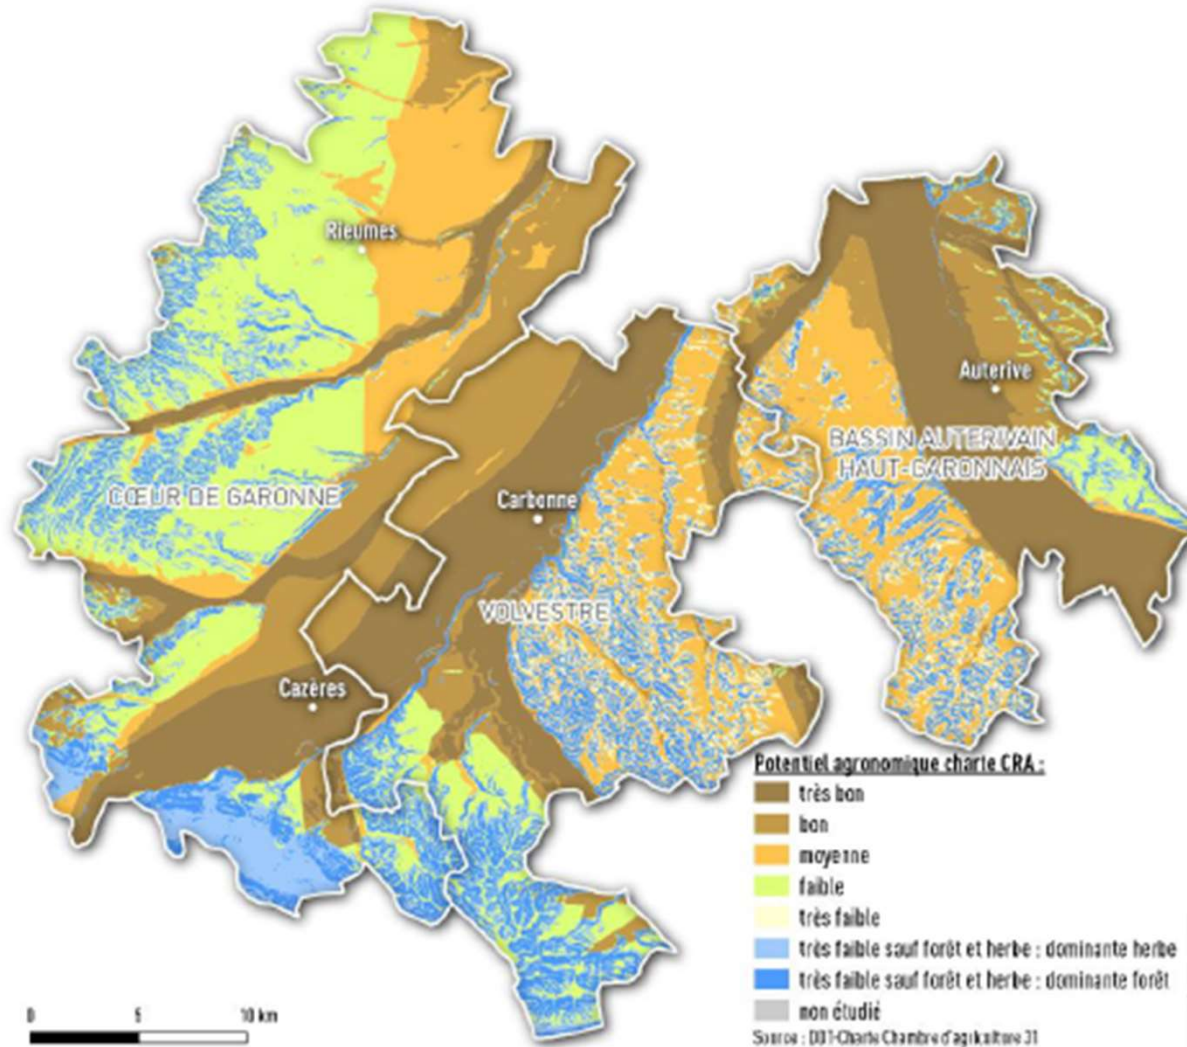 Rieumes
Auterive
BASSIN AUTERIVAIN
HAUT-GARONNAIS
CŒUR DE GARONNE
Carbonne
VOLVESTRE
Cazères
Potentiel agronomique charte CRA :
très bon
bon
moyenne
faible
très faible
très faible sauf forêt et herbe : dominante herbe
très faible sauf forêt et herbe : dominante forêt
non étudié
0 5 10 km
Source : DDT-Charte Chambre d'agriculture 31